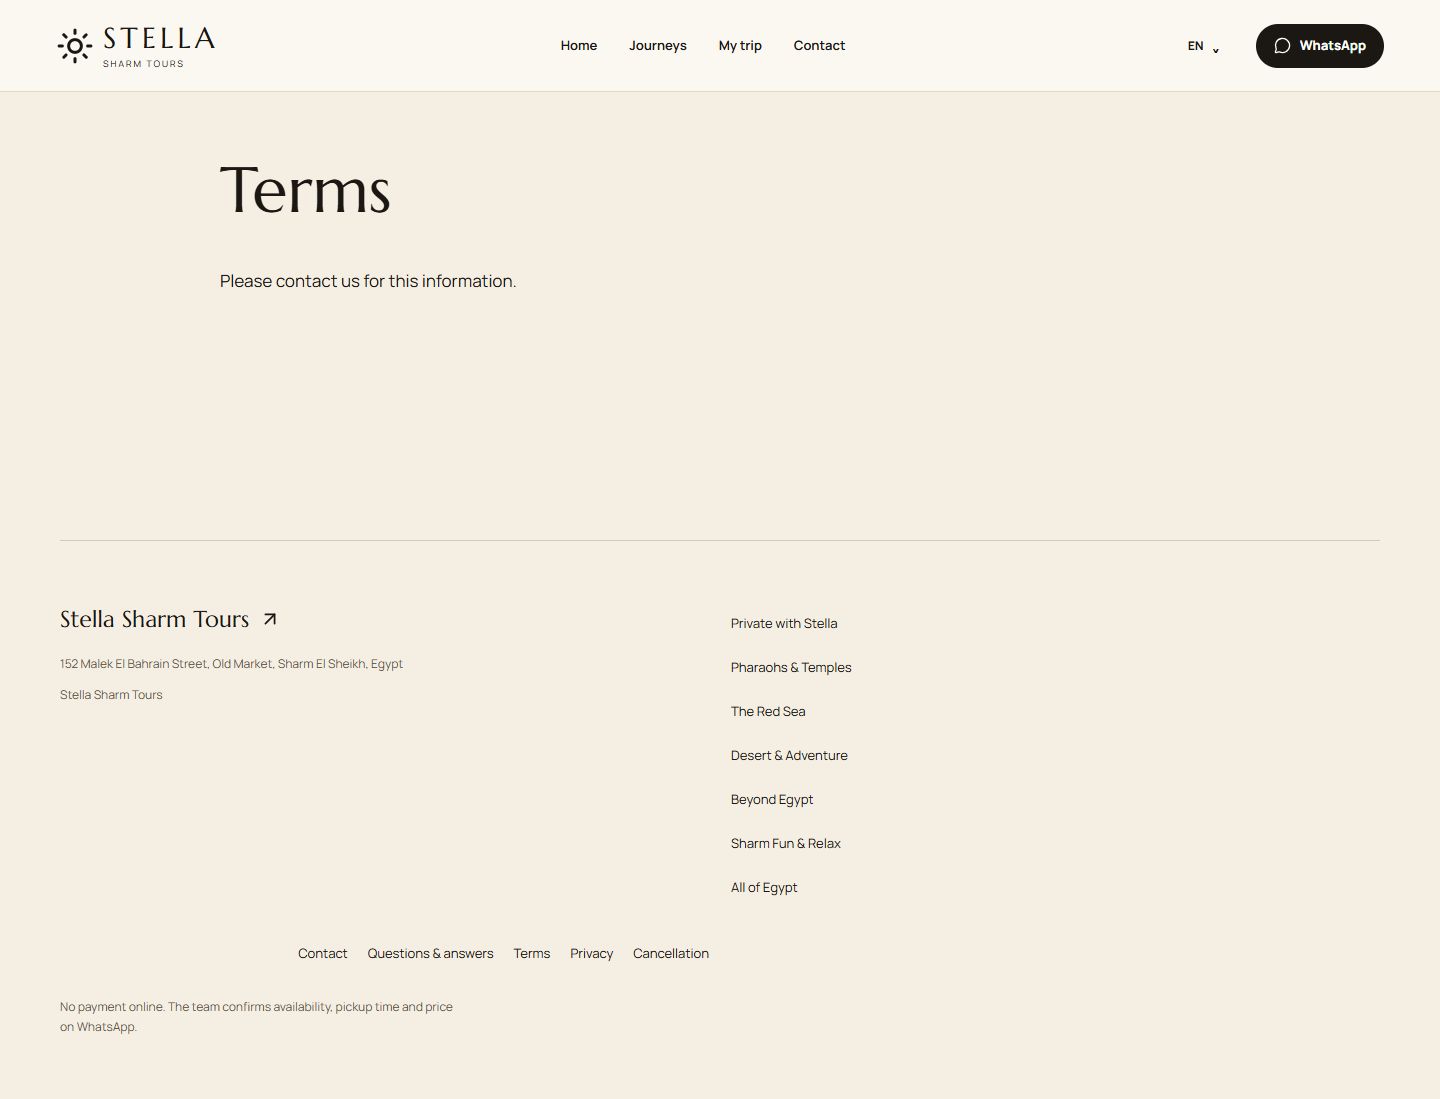 STELLA
SHARM TOURS
Home Journeys My trip Contact
EN
WhatsApp
Terms
Please contact us for this information.
Stella Sharm Tours
152 Malek El Bahrain Street, Old Market, Sharm El Sheikh, Egypt
Stella Sharm Tours
Private with Stella
Pharaohs & Temples
The Red Sea
Desert & Adventure
Beyond Egypt
Sharm Fun & Relax
All of Egypt
Contact Questions & answers Terms Privacy Cancellation
No payment online. The team confirms availability, pickup time and price
on WhatsApp.